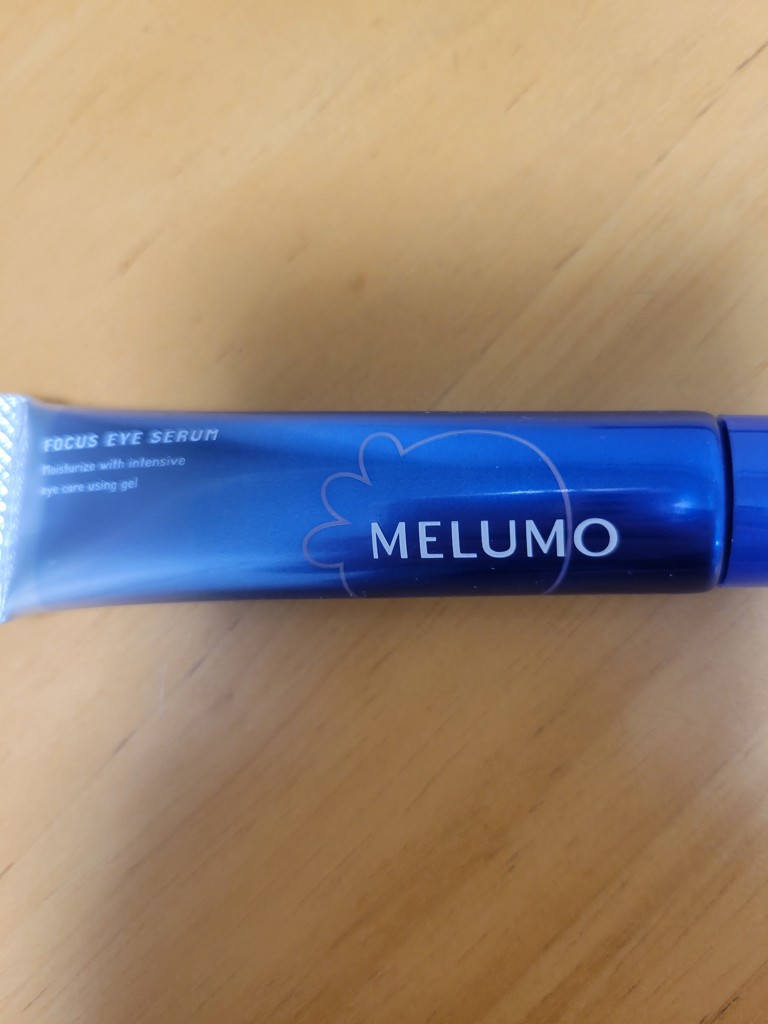 FOCUS EYE SERUM
Moisturize with intensive
eye care using gel
MELUMO